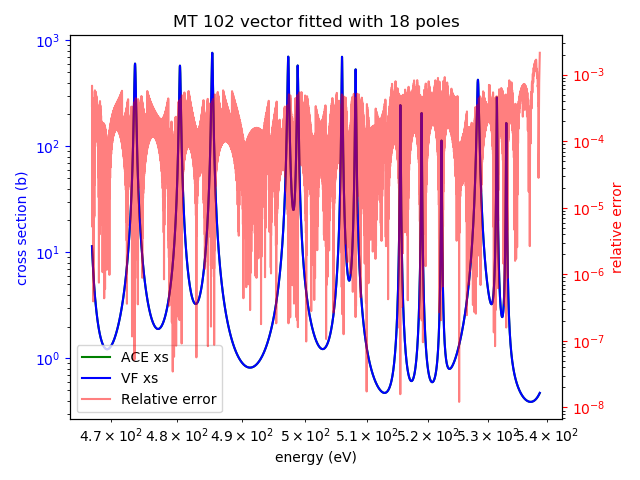 MT 102 vector fitted with 18 poles
10³
10²
10¹
10⁰
cross section (b)
10⁻³
10⁻⁴
10⁻⁵
10⁻⁶
10⁻⁷
10⁻⁸
relative error
ACE xs
VF xs
Relative error
4.7 × 10² 4.8 × 10² 4.9 × 10² 5 × 10² 5.1 × 10² 5.2 × 10² 5.3 × 10² 5.4 × 10²
energy (eV)